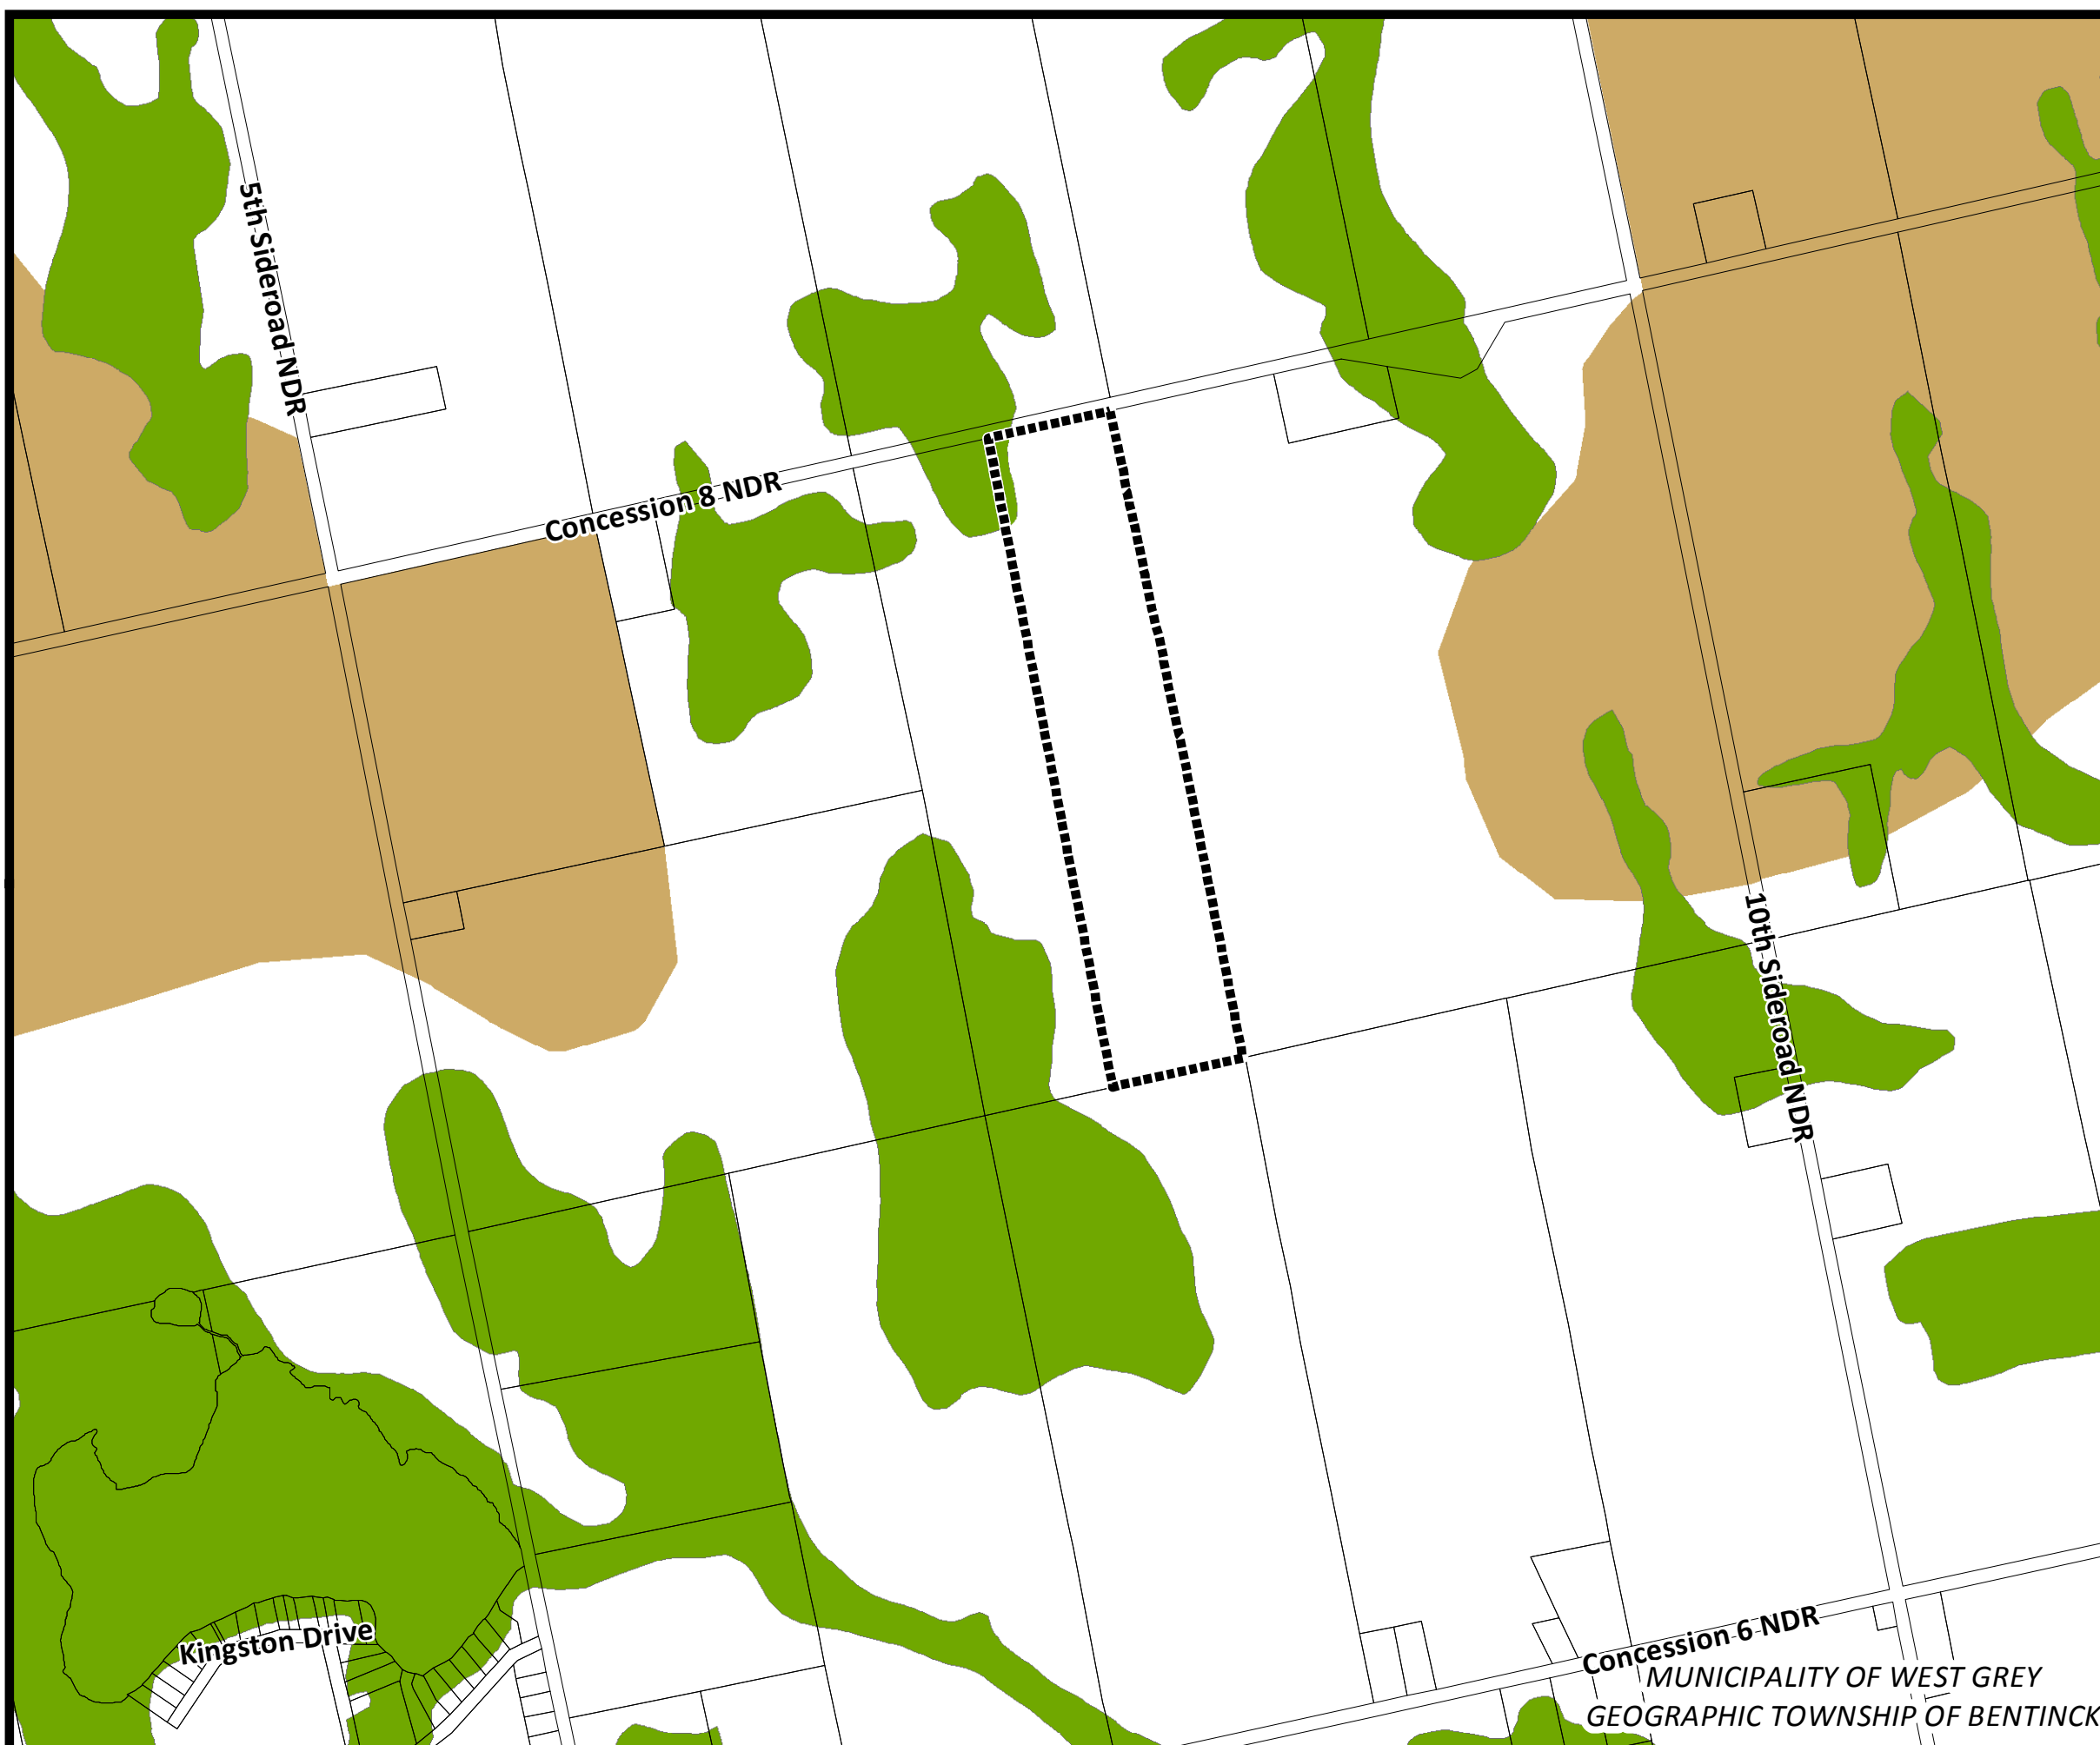 5th Sideroad NDR
Concession 8 NDR
10th Sideroad NDR
Kingston Drive
Concession 6 NDR
MUNICIPALITY OF WEST GREY
GEOGRAPHIC TOWNSHIP OF BENTINCK